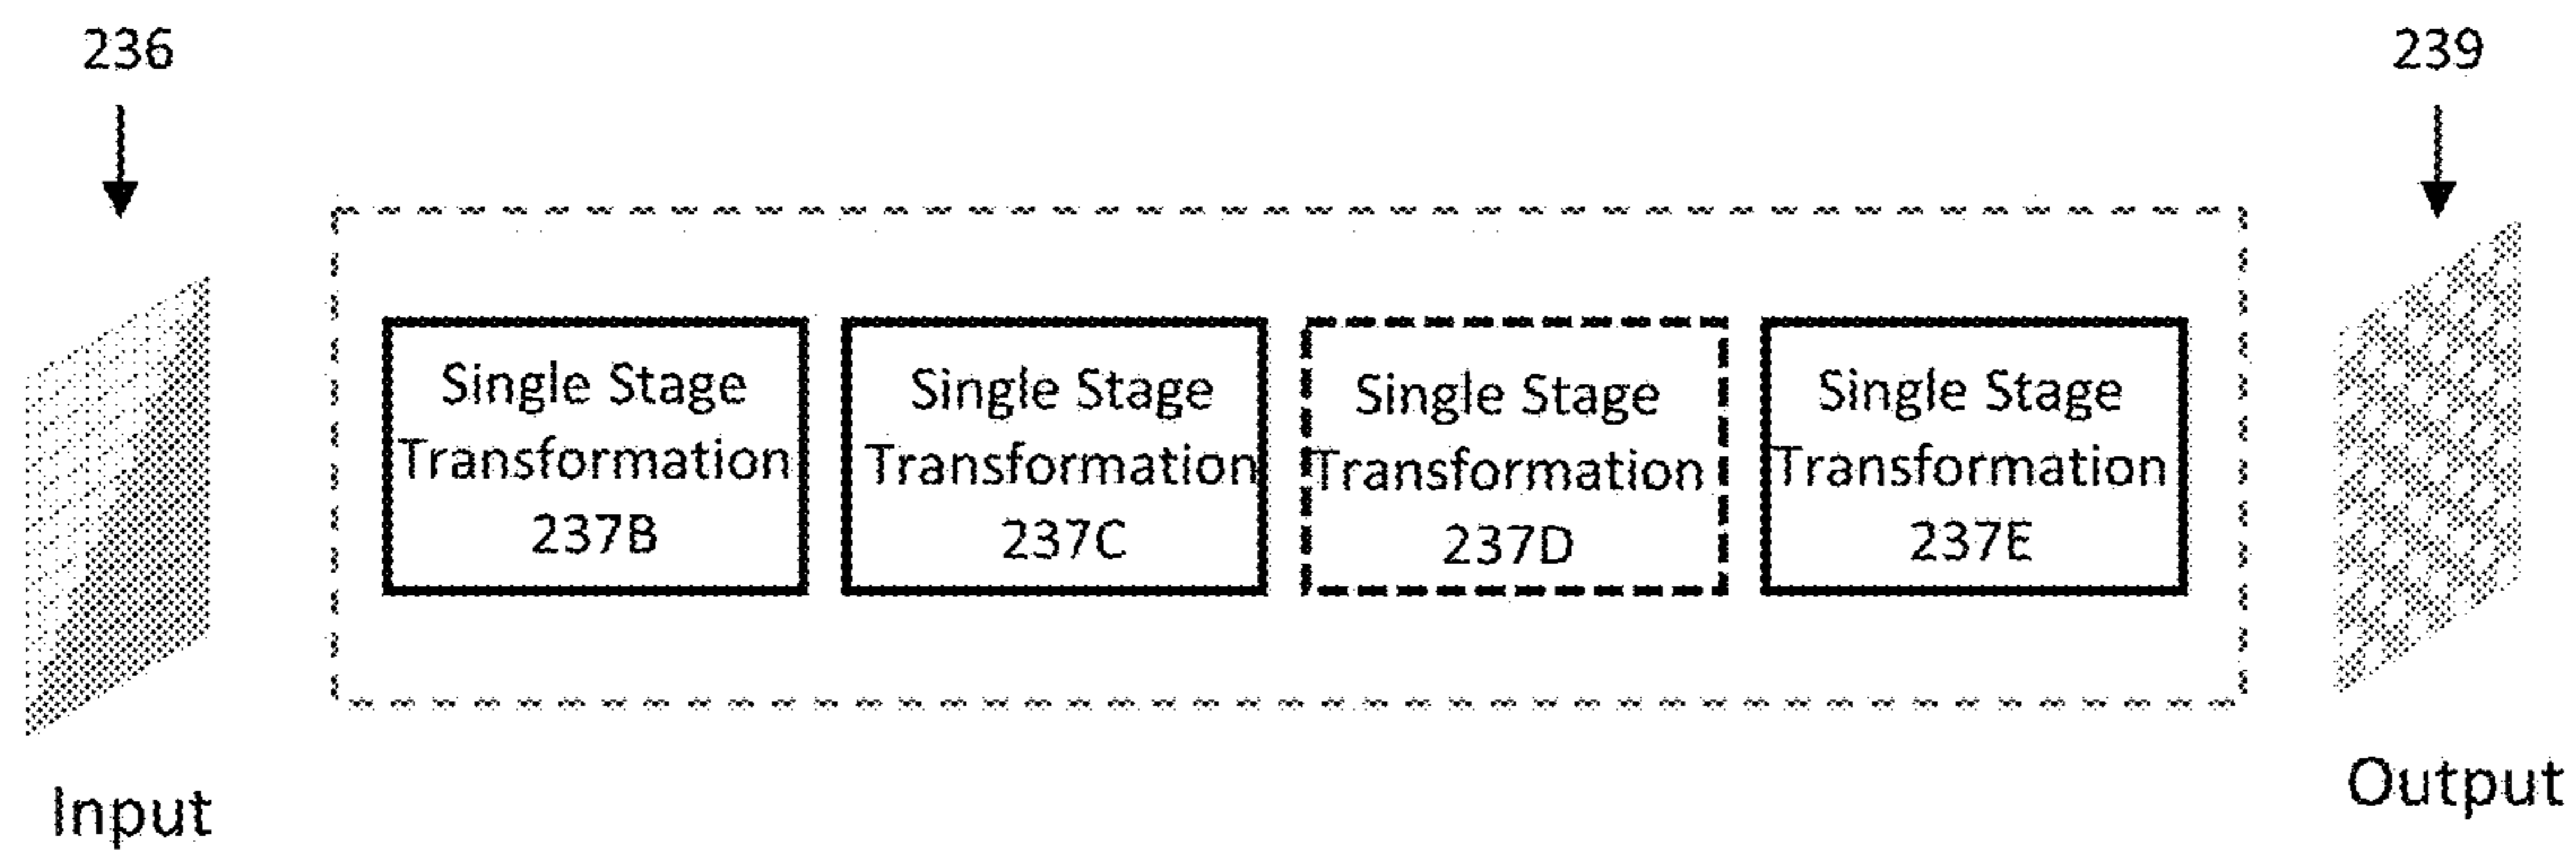 236
239
Single Stage
Transformation
237B
Single Stage
Transformation
237C
Single Stage
Transformation
237D
Single Stage
Transformation
237E
Input
Output